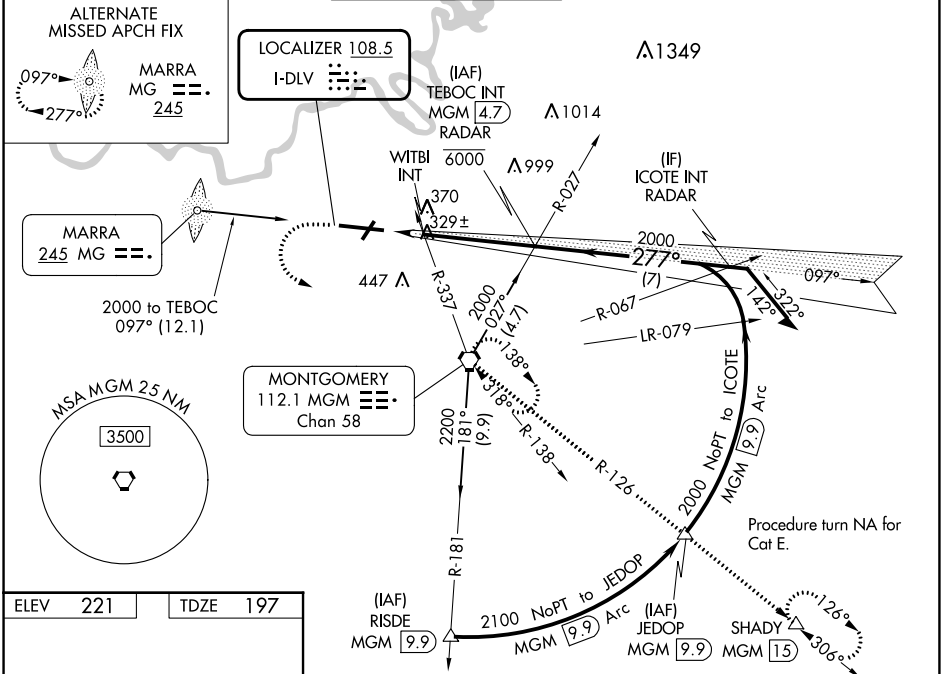 ALTERNATE
MISSED APCH FIX
097°
277°
MARRA
MG
245
LOCALIZER 108.5
I-DLV
(IAF)
TEBOC INT
MGM 4.7
RADAR
6000
1349
1014
999
WITBI
INT
370
329±
447
R-027
(IF)
ICOTE INT
RADAR
2000
277°
(7)
097°
142°
322°
R-067
LR-079
MARRA
245 MG
2000 to TEBOC
097° (12.1)
R-337
2000
027°
(4.7)
MONTGOMERY
112.1 MGM
Chan 58
138°
318°
R-138
R-126
2200
181°
(9.9)
R-181
MSA MGM 25 NM
3500
2000 NoPT to ICOTE
MGM 9.9 Arc
Procedure turn NA for
Cat E.
2100 NoPT to JEDOP
MGM 9.9 Arc
(IAF)
RISDE
MGM 9.9
(IAF)
JEDOP
MGM 9.9
SHADY
MGM 15
126°
306°
ELEV 221
TDZE 197